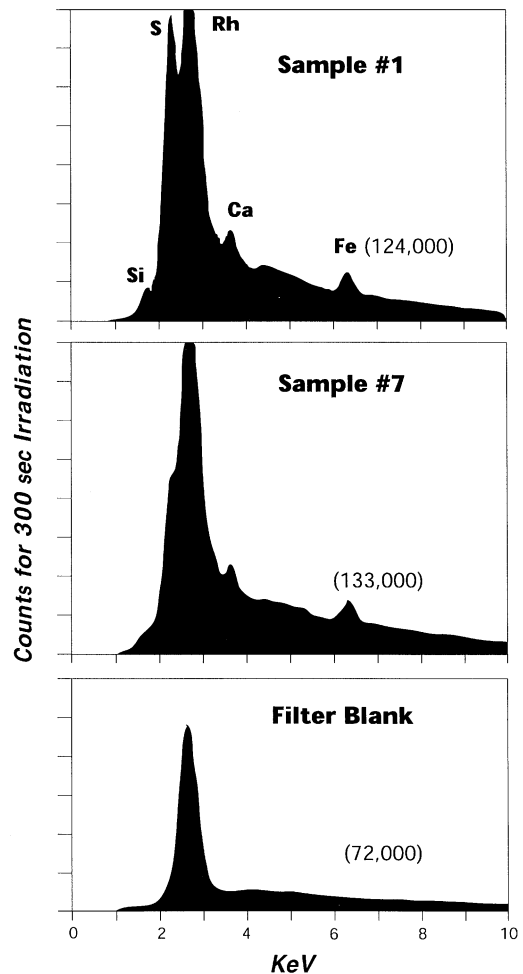 S
Rh
Sample #1
Ca
Fe (124,000)
Si
Counts for 300 sec Irradiation
Sample #7
(133,000)
Filter Blank
(72,000)
0 2 4 6 8 10
KeV